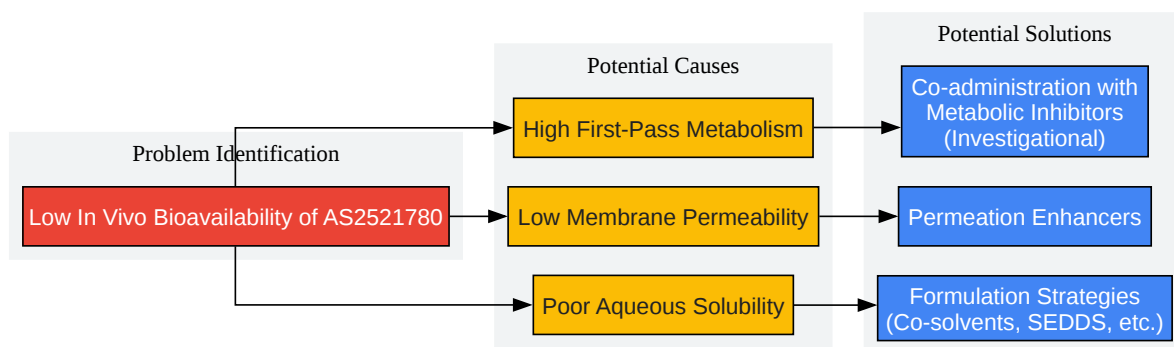 Problem Identification
Low In Vivo Bioavailability of AS2521780
Potential Causes
High First-Pass Metabolism
Low Membrane Permeability
Poor Aqueous Solubility
Potential Solutions
Co-administration with
Metabolic Inhibitors
(Investigational)
Permeation Enhancers
Formulation Strategies
(Co-solvents, SEDDS, etc.)